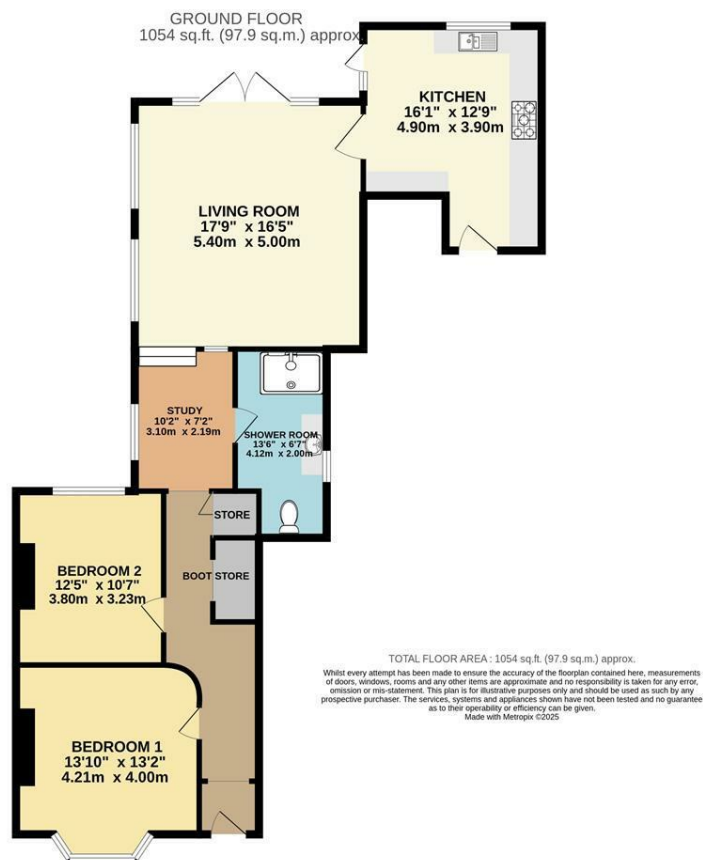 GROUND FLOOR
1054 sq.ft. (97.9 sq.m.) approx.
KITCHEN
16'1" x 12'9"
4.90m x 3.90m
LIVING ROOM
17'9" x 16'5"
5.40m x 5.00m
STUDY
10'2" x 7'2"
3.10m x 2.19m
SHOWER ROOM
13'6" x 6'7"
4.12m x 2.00m
STORE
BOOT STORE
BEDROOM 2
12'5" x 10'7"
3.80m x 3.23m
BEDROOM 1
13'10" x 13'2"
4.21m x 4.00m
TOTAL FLOOR AREA : 1054 sq.ft. (97.9 sq.m.) approx.
Whilst every attempt has been made to ensure the accuracy of the floorplan contained here, measurements
of doors, windows, rooms and any other items are approximate and no responsibility is taken for any error,
omission or mis-statement. This plan is for illustrative purposes only and should be used as such by any
prospective purchaser. The services, systems and appliances shown have not been tested and no guarantee
as to their operability or efficiency can be given.
Made with Metropix ©2025